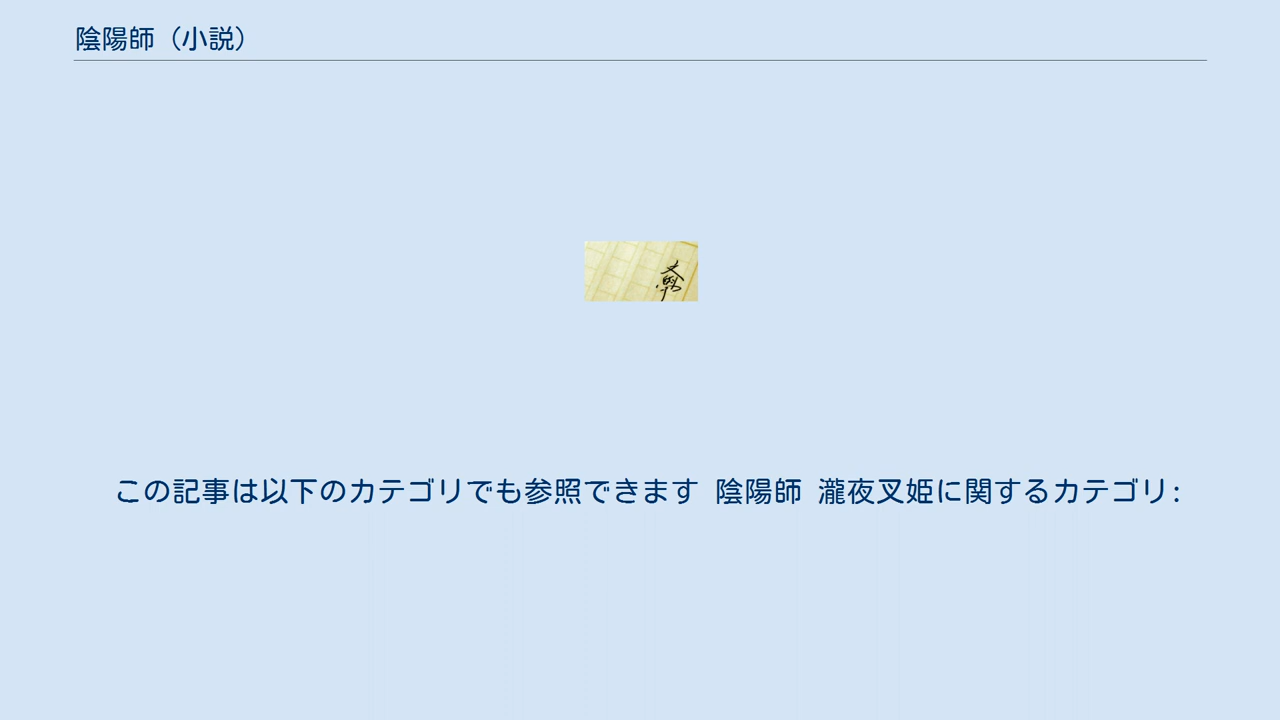 陰陽師（小説）
この記事は以下のカテゴリでも参照できます 陰陽師 瀧夜叉姫に関するカテゴリ: